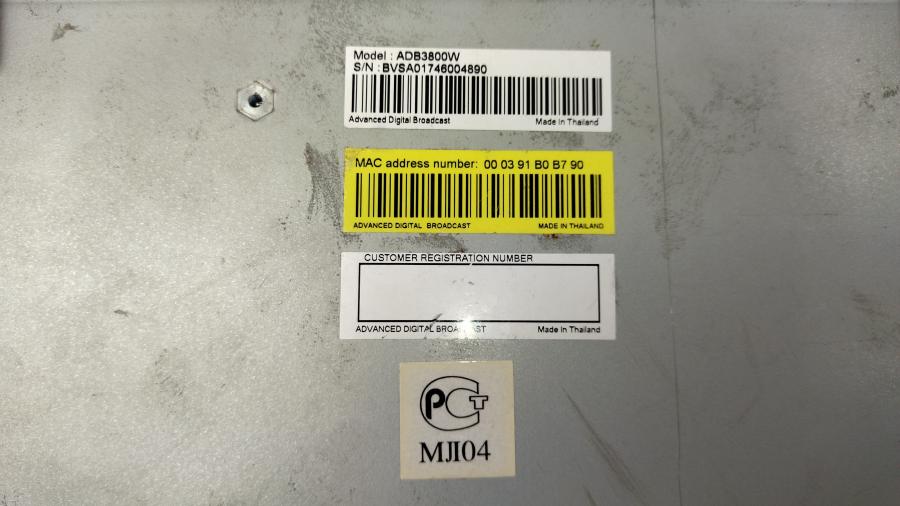 Model : ADB3800W
S/N : BVSA01746004890
Advanced Digital Broadcast Made In Thailand
MAC address number: 00 03 91 B0 B7 90
ADVANCED DIGITAL BROADCAST MADE IN THAILAND
CUSTOMER REGISTRATION NUMBER
ADVANCED DIGITAL BROADCAST Made In Thailand
РСТ
МЛ04